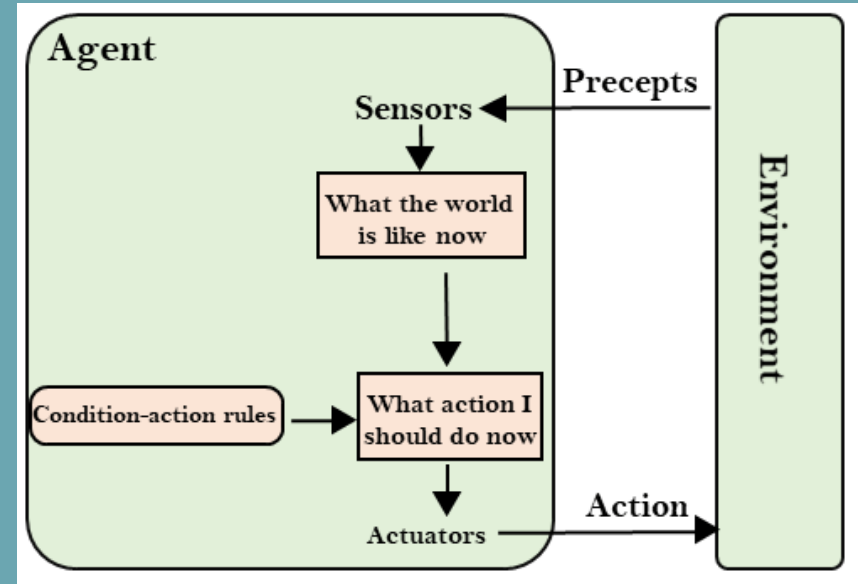 Agent
Precepts
Sensors
What the world
is like now
Environment
Condition-action rules
What action I
should do now
Action
Actuators